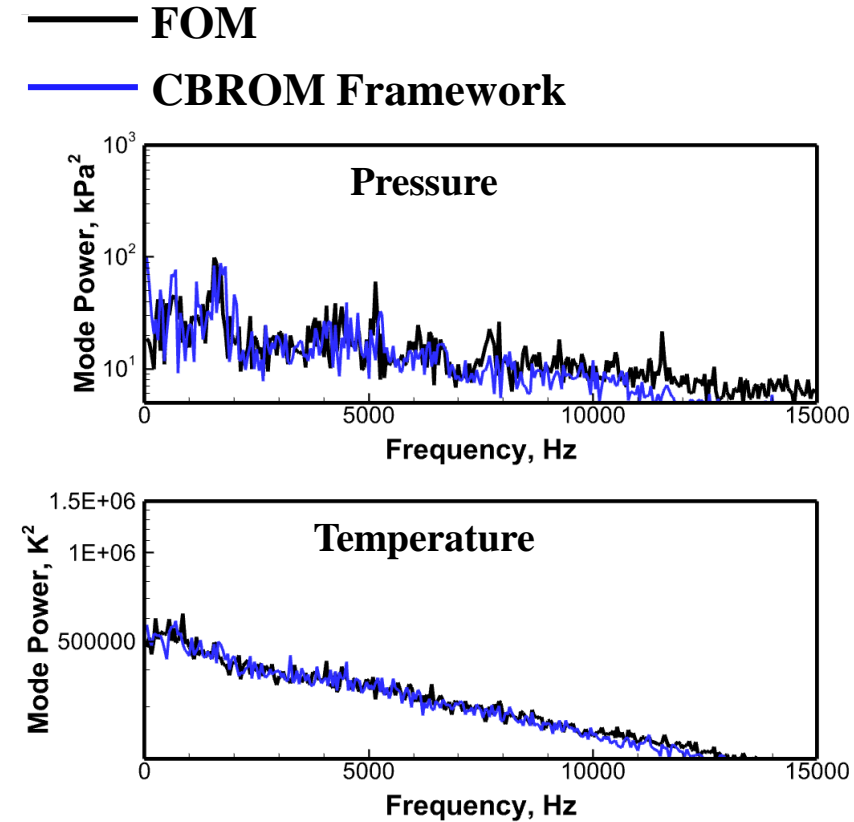 FOM
CBROM Framework
10³
Pressure
Mode Power, kPa²
10²
10¹
0 5000 10000 15000
Frequency, Hz
1.5E+06
Temperature
Mode Power, K²
1E+06
500000
0 5000 10000 15000
Frequency, Hz